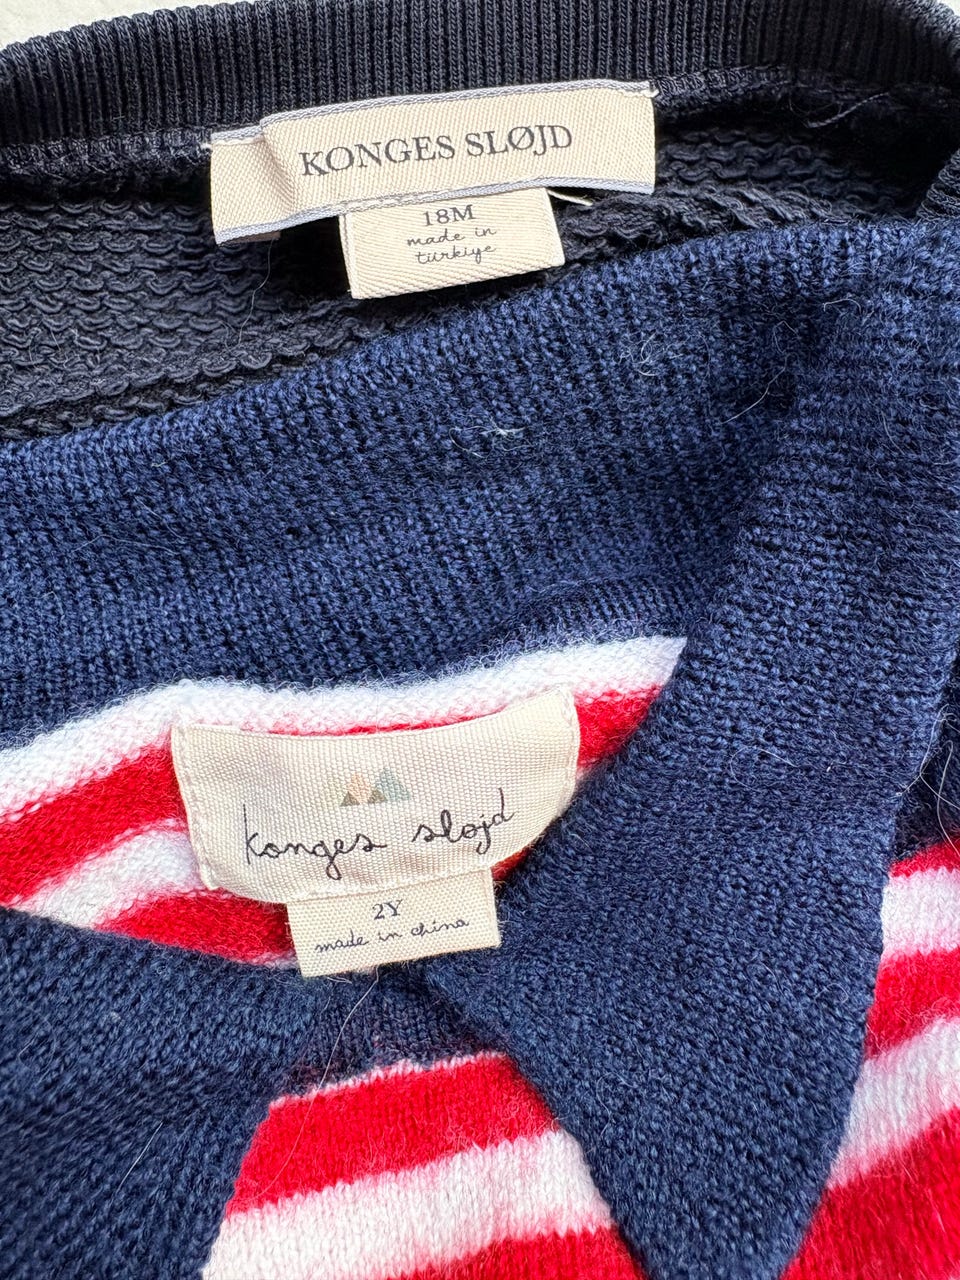 KONGES SLØJD
18M
made in
türkiye
konges sløjd
2Y
made in china